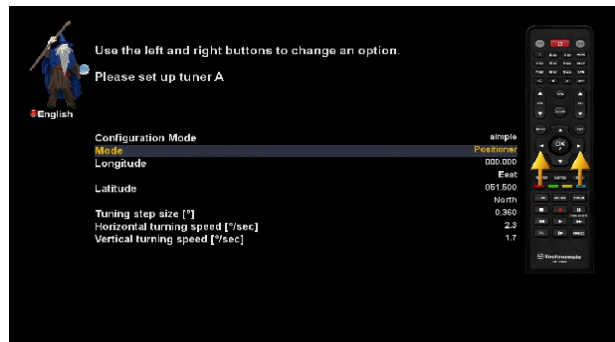 Use the left and right buttons to change an option.
Please set up tuner A
English
Configuration Mode simple
Mode Positioner
Longitude 000.000
East
Latitude 051.500
North
Tuning step size [°] 0.360
Horizontal turning speed [°/sec] 2.3
Vertical turning speed [°/sec] 1.7
OK
Technomate